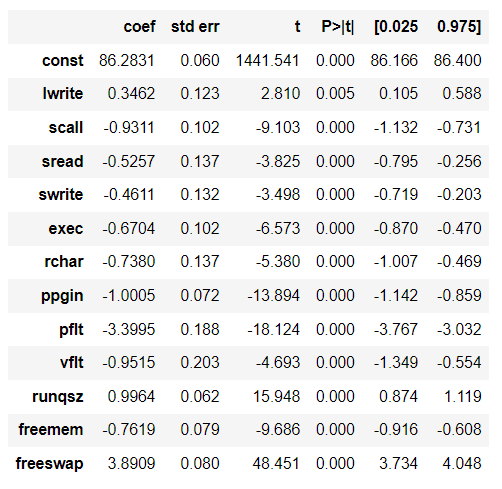 coef std err t P>|t| [0.025 0.975]
const 86.2831 0.060 1441.541 0.000 86.166 86.400
lwrite 0.3462 0.123 2.810 0.005 0.105 0.588
scall -0.9311 0.102 -9.103 0.000 -1.132 -0.731
sread -0.5257 0.137 -3.825 0.000 -0.795 -0.256
swrite -0.4611 0.132 -3.498 0.000 -0.719 -0.203
exec -0.6704 0.102 -6.573 0.000 -0.870 -0.470
rchar -0.7380 0.137 -5.380 0.000 -1.007 -0.469
ppgin -1.0005 0.072 -13.894 0.000 -1.142 -0.859
pflt -3.3995 0.188 -18.124 0.000 -3.767 -3.032
vflt -0.9515 0.203 -4.693 0.000 -1.349 -0.554
runqsz 0.9964 0.062 15.948 0.000 0.874 1.119
freemem -0.7619 0.079 -9.686 0.000 -0.916 -0.608
freeswap 3.8909 0.080 48.451 0.000 3.734 4.048